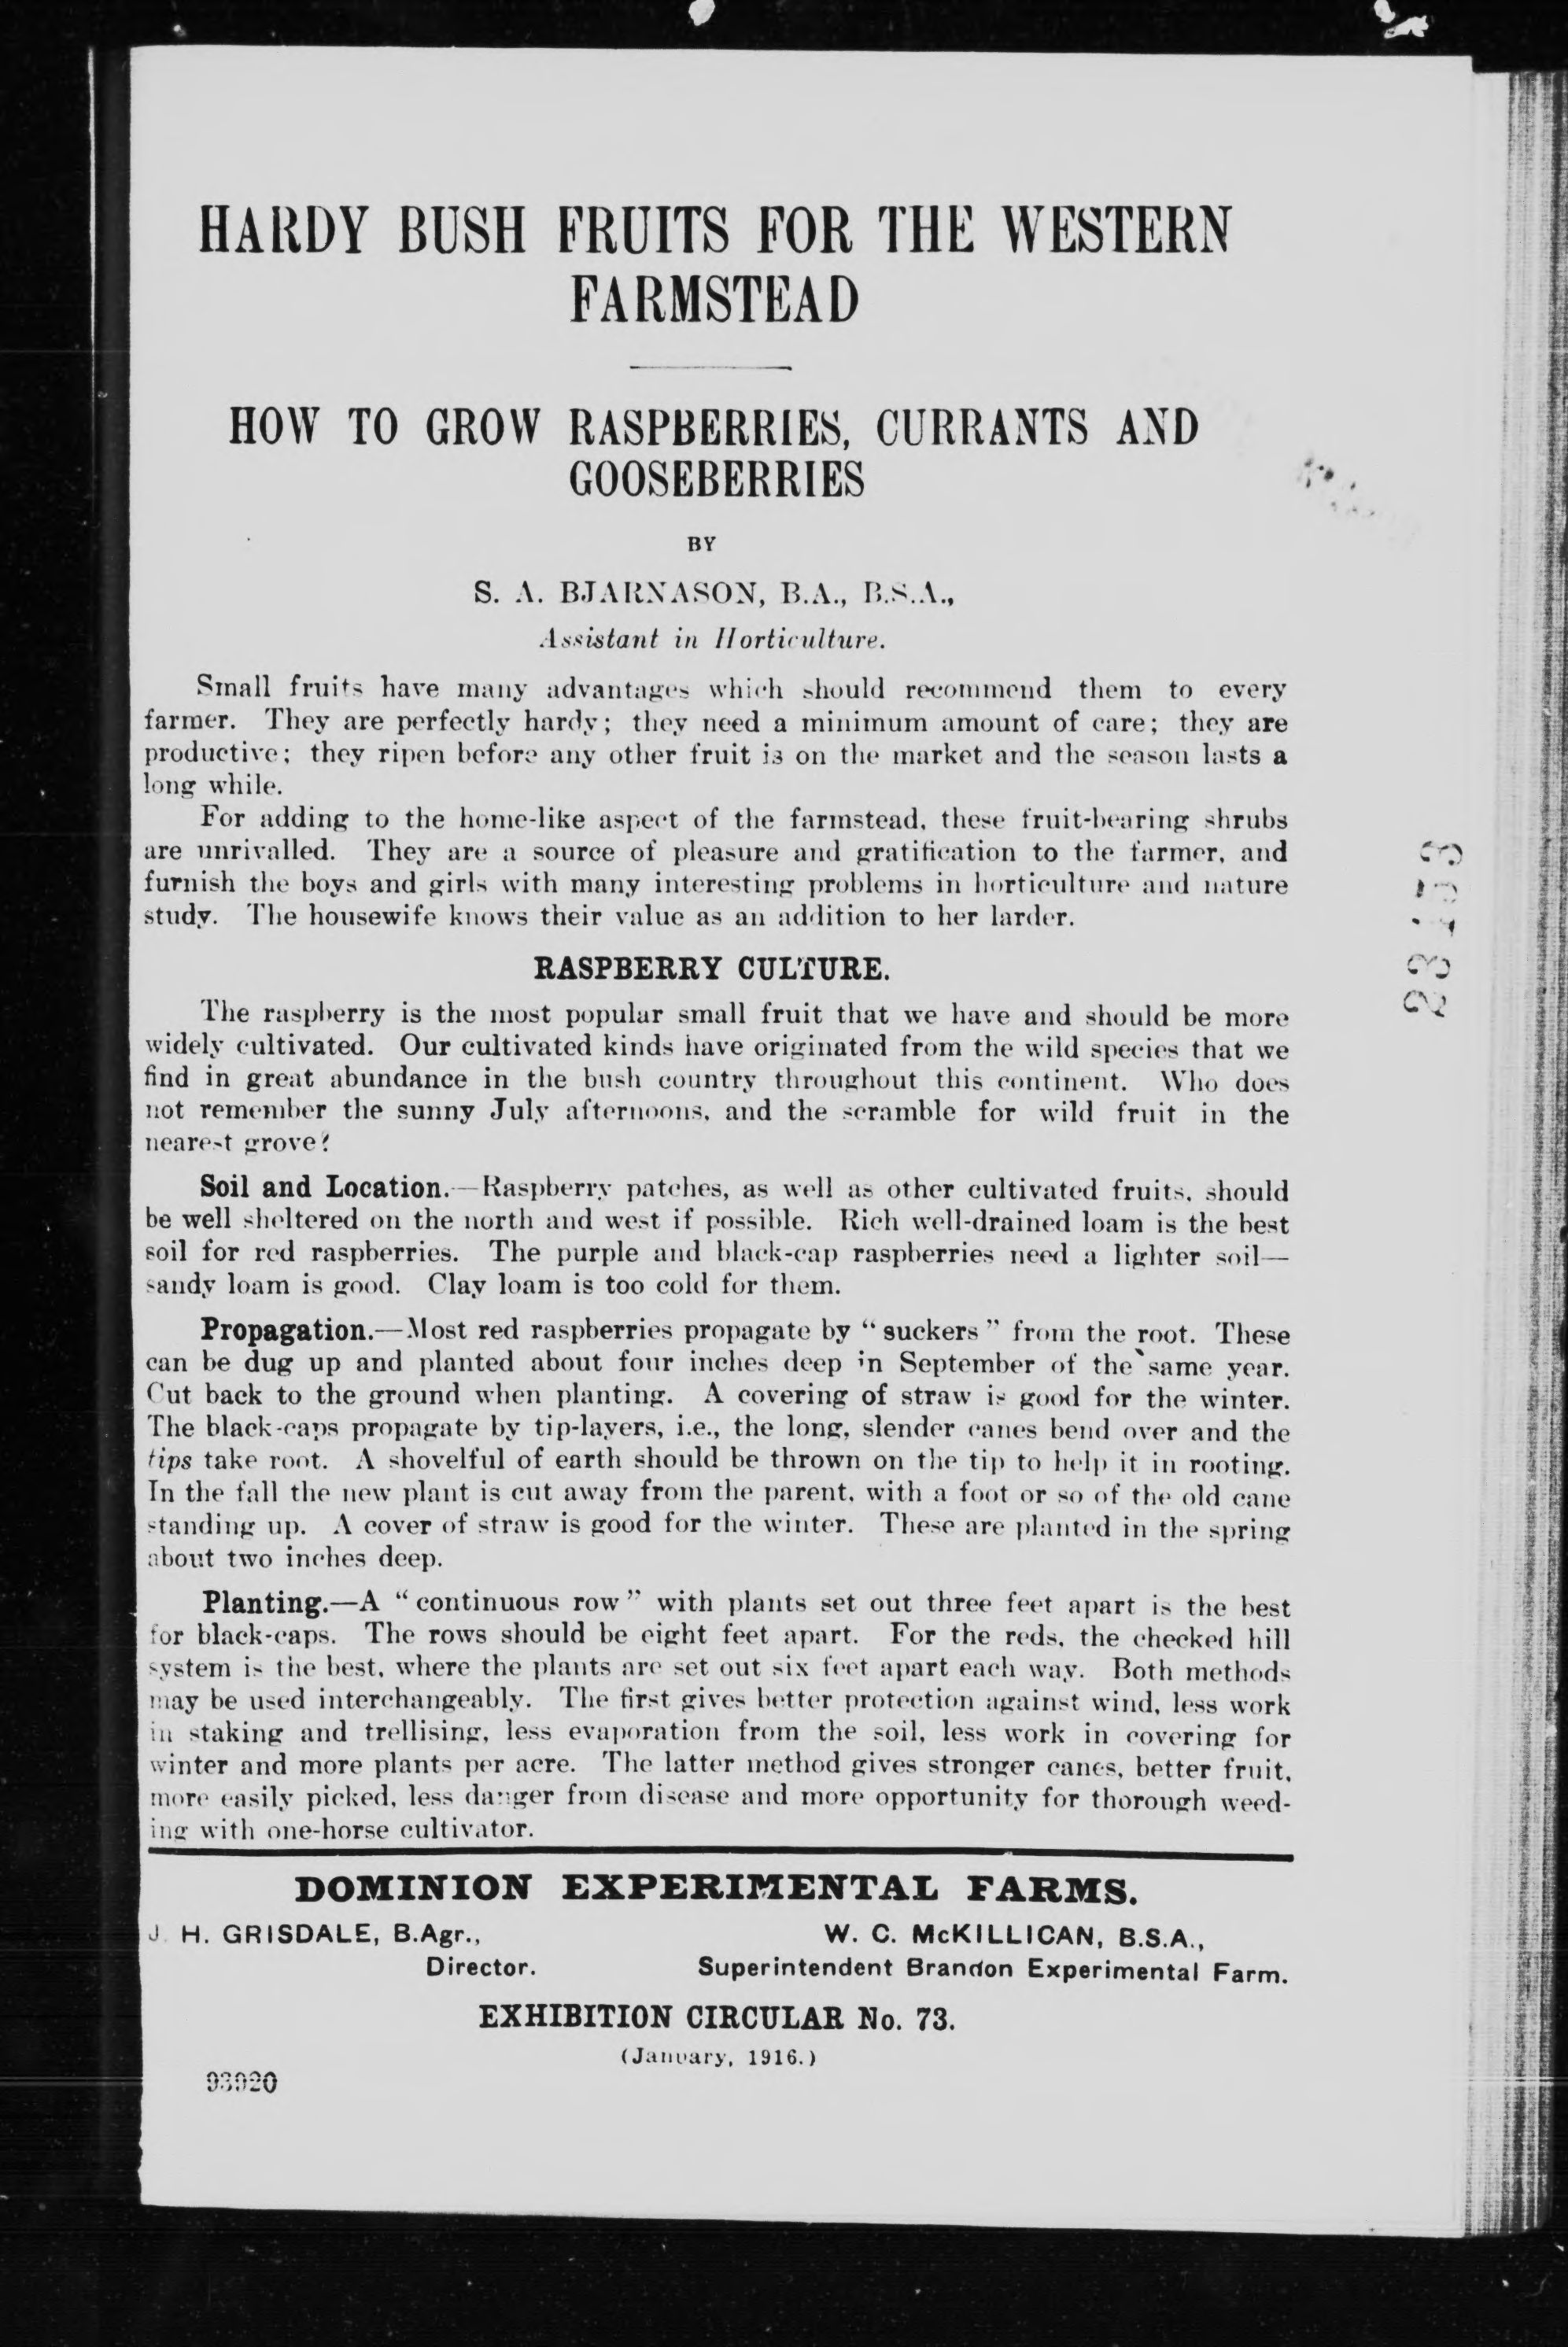 HARDY BUSH FRUITS FOR THE WESTERN
FARMSTEAD
HOW TO GROW RASPBERRIES, CURRANTS AND
GOOSEBERRIES
BY
S. A. BJARNASON, B.A., B.S.A.,
Assistant in Horticulture.
Small fruits have many advantages which should recommend them to every
farmer. They are perfectly hardy; they need a minimum amount of care; they are
productive; they ripen before any other fruit is on the market and the season lasts a
long while.
For adding to the home-like aspect of the farmstead, these fruit-bearing shrubs
are unrivalled. They are a source of pleasure and gratification to the farmer, and
furnish the boys and girls with many interesting problems in horticulture and nature
study. The housewife knows their value as an addition to her larder.
RASPBERRY CULTURE.
The raspberry is the most popular small fruit that we have and should be more
widely cultivated. Our cultivated kinds have originated from the wild species that we
find in great abundance in the bush country throughout this continent. Who does
not remember the sunny July afternoons, and the scramble for wild fruit in the
nearest grove?
Soil and Location.—Raspberry patches, as well as other cultivated fruits, should
be well sheltered on the north and west if possible. Rich well-drained loam is the best
soil for red raspberries. The purple and black-cap raspberries need a lighter soil—
sandy loam is good. Clay loam is too cold for them.
Propagation.—Most red raspberries propagate by "suckers" from the root. These
can be dug up and planted about four inches deep in September of the same year.
Cut back to the ground when planting. A covering of straw is good for the winter.
The black-caps propagate by tip-layers, i.e., the long, slender canes bend over and the
tips take root. A shovelful of earth should be thrown on the tip to help it in rooting.
In the fall the new plant is cut away from the parent, with a foot or so of the old cane
standing up. A cover of straw is good for the winter. These are planted in the spring
about two inches deep.
Planting.—A "continuous row" with plants set out three feet apart is the best
for black-caps. The rows should be eight feet apart. For the reds, the checked hill
system is the best, where the plants are set out six feet apart each way. Both methods
may be used interchangeably. The first gives better protection against wind, less work
in staking and trellising, less evaporation from the soil, less work in covering for
winter and more plants per acre. The latter method gives stronger canes, better fruit,
more easily picked, less danger from disease and more opportunity for thorough weed-
ing with one-horse cultivator.
DOMINION EXPERIMENTAL FARMS.
J. H. GRISDALE, B.Agr.,
Director.
W. C. McKILLICAN, B.S.A.,
Superintendent Brandon Experimental Farm.
EXHIBITION CIRCULAR No. 73.
(January, 1916.)
93920